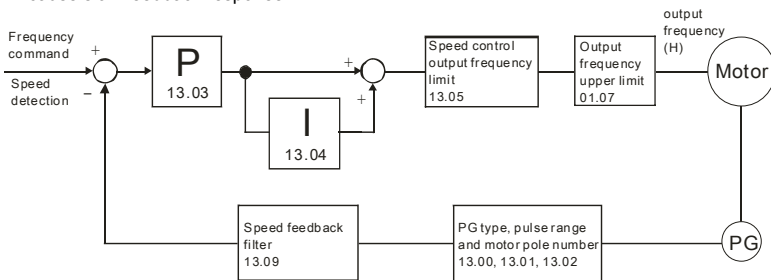 output
frequency
(H)
Frequency
command
Speed
detection
+
−
P
13.03
I
13.04
+
+
Speed control
output frequency
limit
13.05
Output
frequency
upper limit
01.07
Motor
Speed feedback
filter
13.09
PG type, pulse range
and motor pole number
13.00, 13.01, 13.02
PG